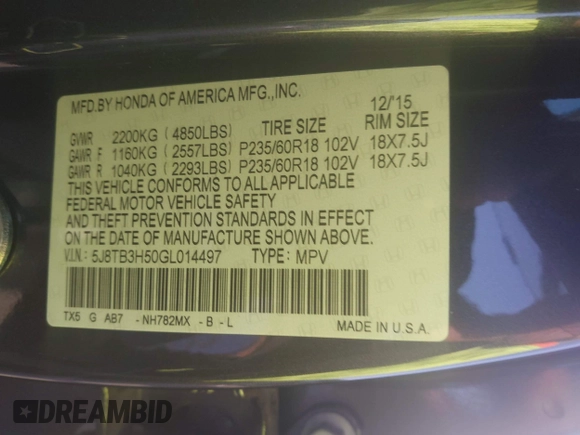 MFD.BY HONDA OF AMERICA MFG.,INC.
12/15
GVWR 2200KG (4850LBS) TIRE SIZE RIM SIZE
GAWR F 1160KG (2557LBS) P235/60R18 102V 18X7.5J
GAWR R 1040KG (2293LBS) P235/60R18 102V 18X7.5J
THIS VEHICLE CONFORMS TO ALL APPLICABLE
FEDERAL MOTOR VEHICLE SAFETY
AND THEFT PREVENTION STANDARDS IN EFFECT
ON THE DATE OF MANUFACTURE SHOWN ABOVE.
V.I.N.: 5J8TB3H50GL014497 TYPE: MPV
TX5 G AB7 - NH782MX - B - L
MADE IN U.S.A.
DREAMBID